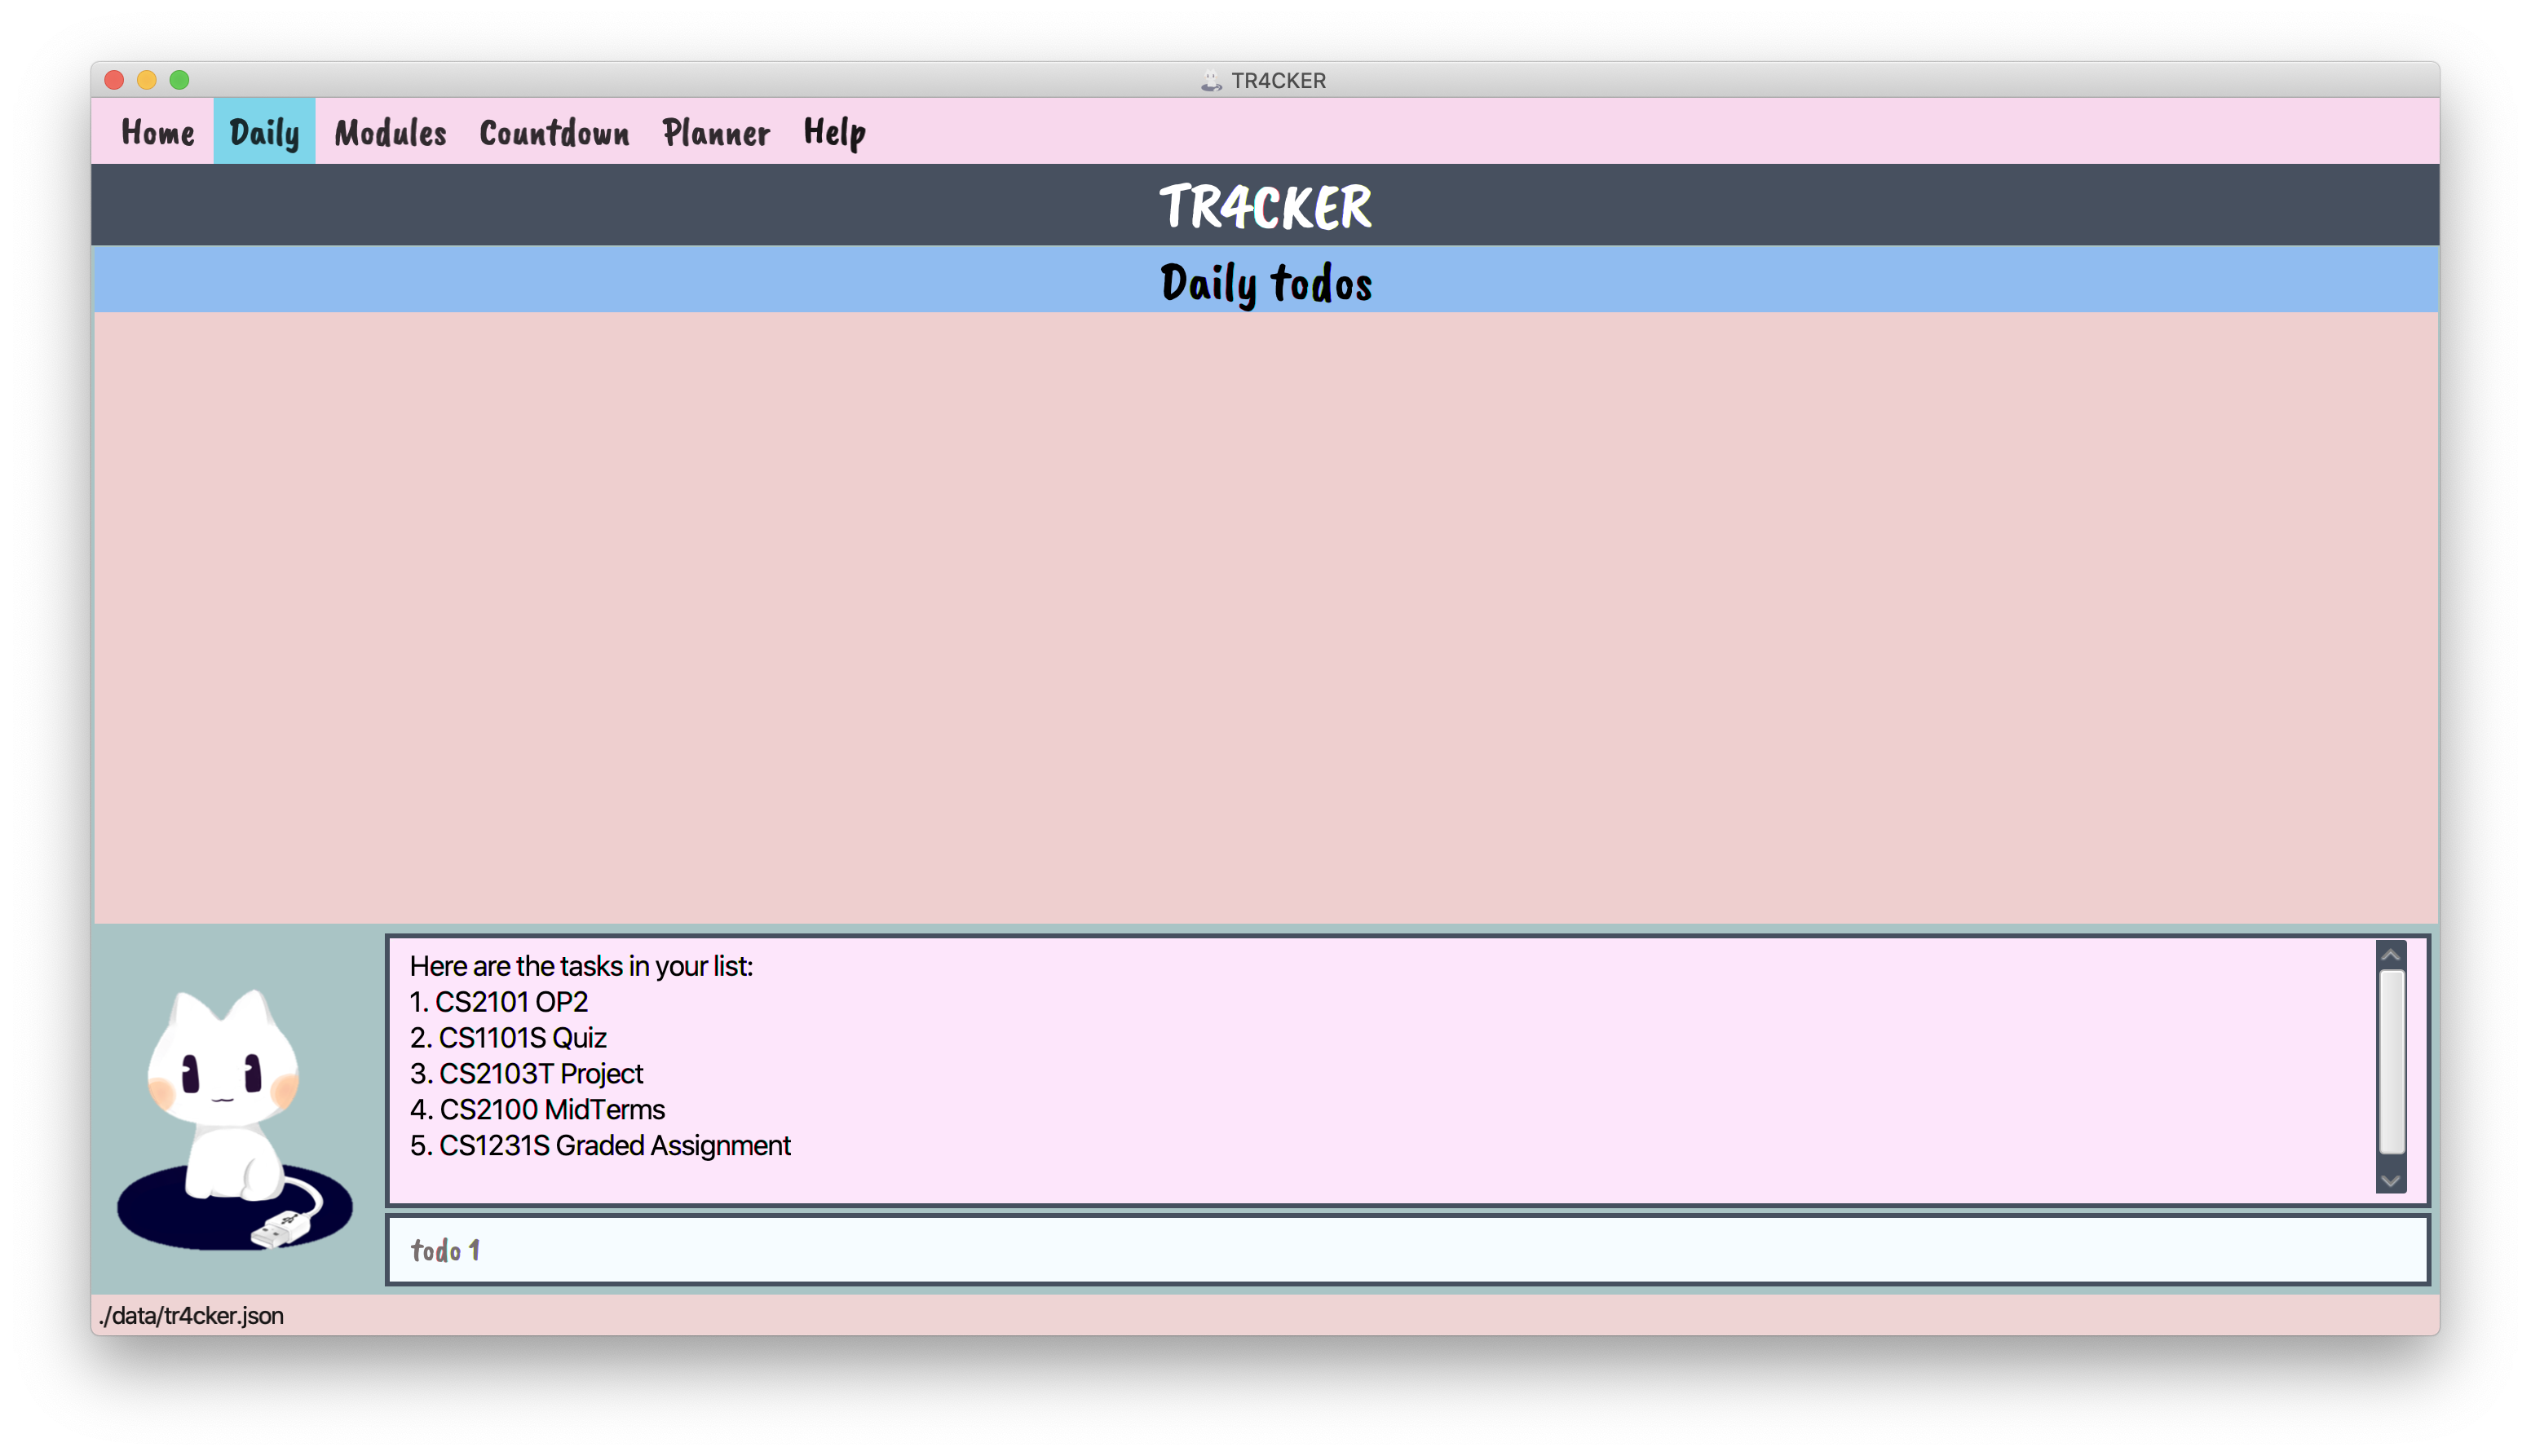 TR4CKER
Home Daily Modules Countdown Planner Help
TR4CKER
Daily todos
Here are the tasks in your list:
1. CS2101 OP2
2. CS1101S Quiz
3. CS2103T Project
4. CS2100 MidTerms
5. CS1231S Graded Assignment
todo 1
./data/tr4cker.json